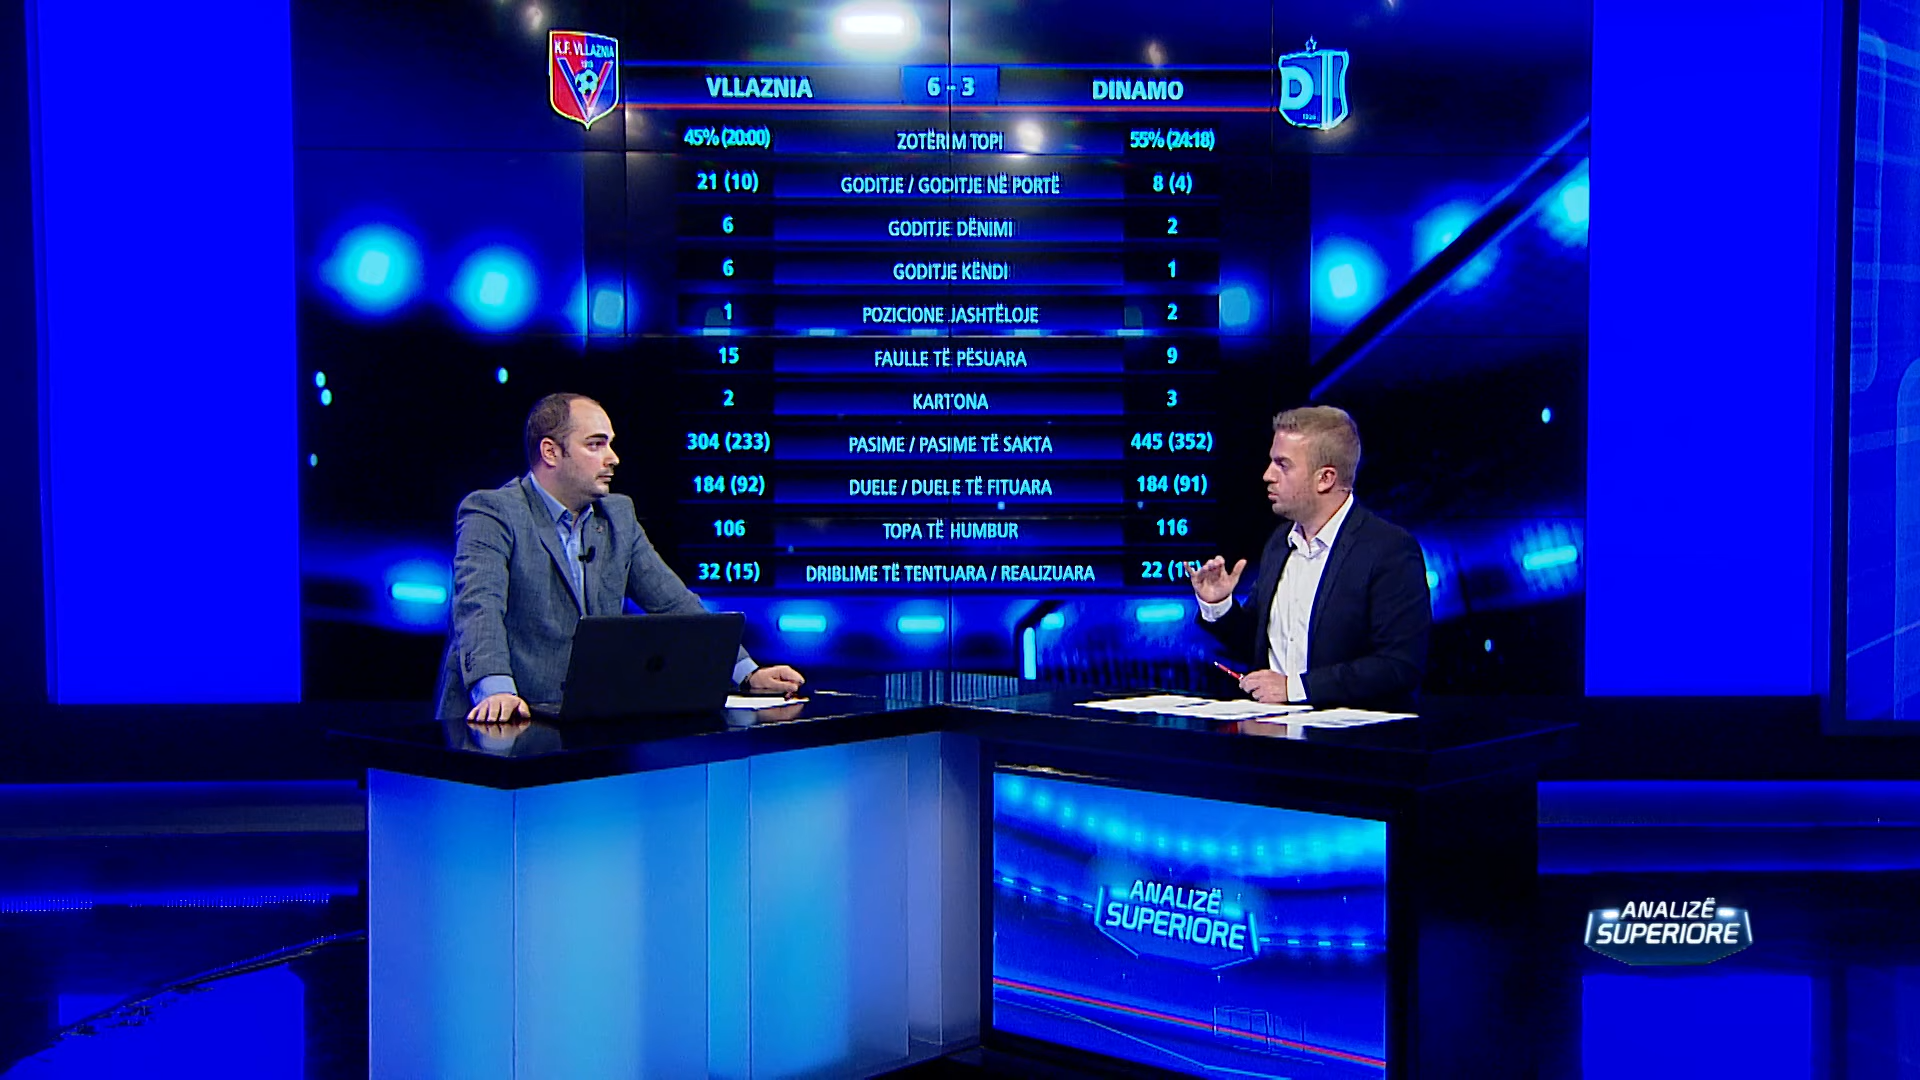 K.F. VLLAZNIA
1919
VLLAZNIA 6 - 3 DINAMO
D
45% (20:00) ZOTËRIM TOPI 55% (24:18)
21 (10) GODITJE / GODITJE NË PORTË 8 (4)
6 GODITJE DËNIMI 2
6 GODITJE KËNDI 1
1 POZICIONE JASHTËLOJE 2
15 FAULLE TË PËSUARA 9
2 KARTONA 3
304 (233) PASIME / PASIME TË SAKTA 445 (352)
184 (92) DUELE / DUELE TË FITUARA 184 (91)
106 TOPA TË HUMBUR 116
32 (15) DRIBLIME TË TENTUARA / REALIZUARA 22
ANALIZË
SUPERIORE
ANALIZË
SUPERIORE